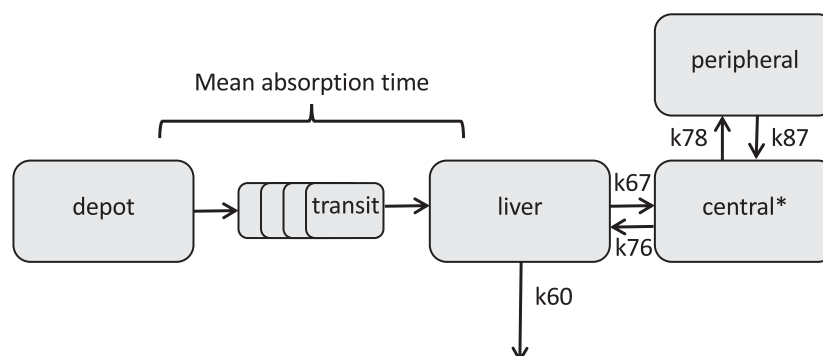 peripheral
Mean absorption time
k78
k87
depot
transit
liver
k67
central*
k76
k60